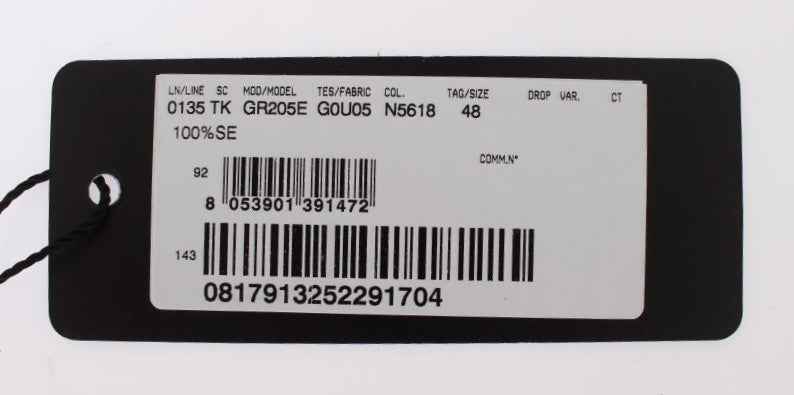 LN/LINE SC MOD/MODEL TES/FABRIC COL. TAG/SIZE DROP VAR. CT
0135 TK GR205E G0U05 N5618 48
100%SE
COMM.N°
92
8 053901 391472
143
0817913252291704